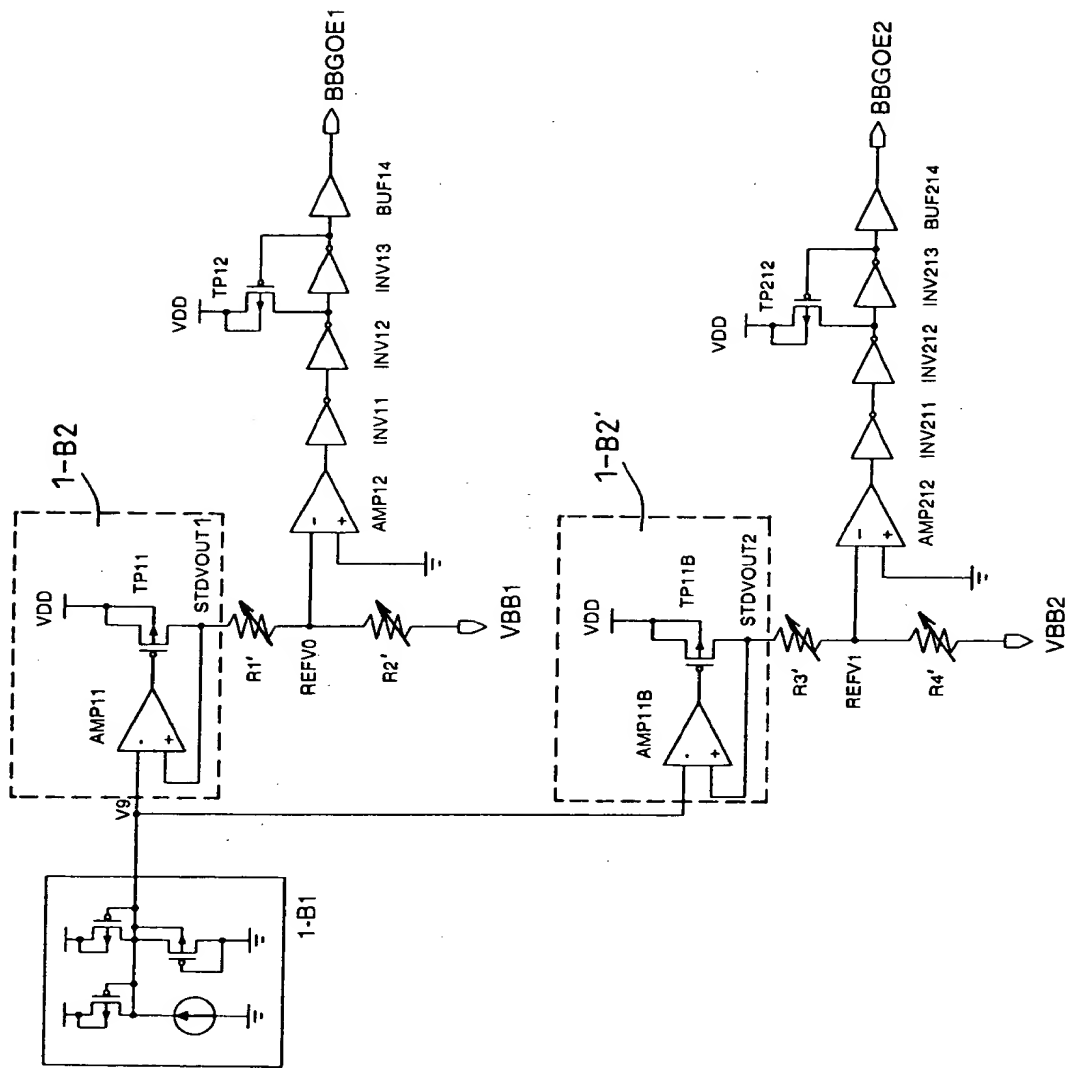 1-B1
V9
1-B2
VDD
AMP11
TP11
STDVOUT1
R1'
REFV0
R2'
VBB1
-
+
AMP12
INV11
INV12
VDD
TP12
INV13
BUF14
BBGOE1
1-B2'
VDD
AMP11B
TP11B
STDVOUT2
R3'
REFV1
R4'
VBB2
-
+
AMP212
INV211
INV212
VDD
TP212
INV213
BUF214
BBGOE2